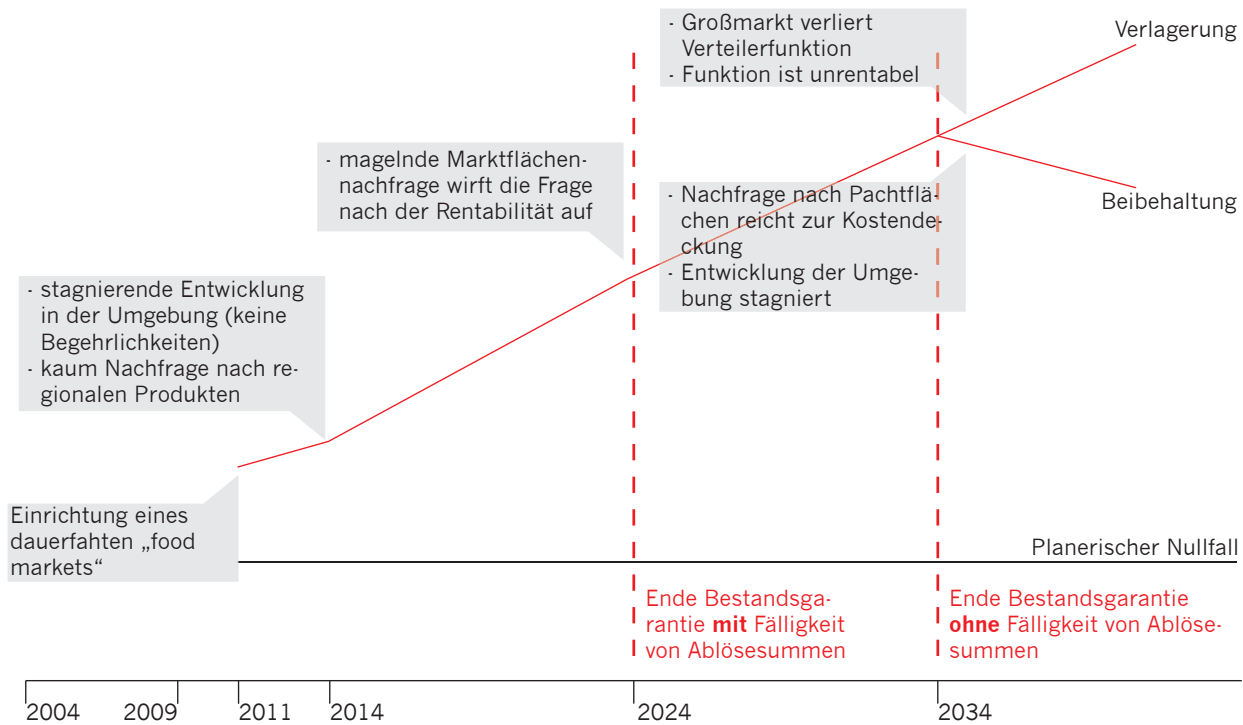 - Großmarkt verliert
Verteilerfunktion
- Funktion ist unrentabel
Verlagerung
- magelnde Marktflächen-
nachfrage wirft die Frage
nach der Rentabilität auf
- Nachfrage nach Pachtflä-
chen reicht zur Kostende-
ckung
- Entwicklung der Umge-
bung stagniert
Beibehaltung
- stagnierende Entwicklung
in der Umgebung (keine
Begehrlichkeiten)
- kaum Nachfrage nach re-
gionalen Produkten
Einrichtung eines
dauerfahten „food
markets“
Planerischer Nullfall
Ende Bestandsga-
rantie mit Fälligkeit
von Ablösesummen
Ende Bestandsgarantie
ohne Fälligkeit von Ablöse-
summen
2004 2009 2011 2014 2024 2034